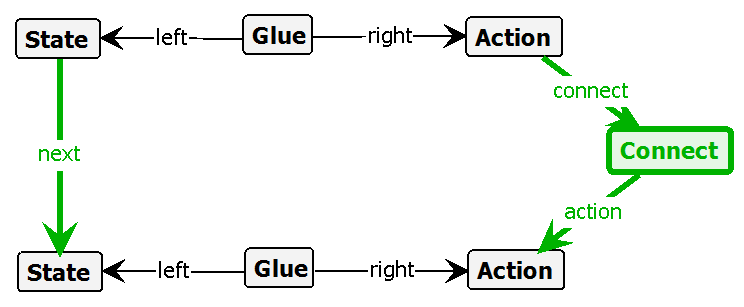 State left Glue right Action
connect
next Connect
action
State left Glue right Action